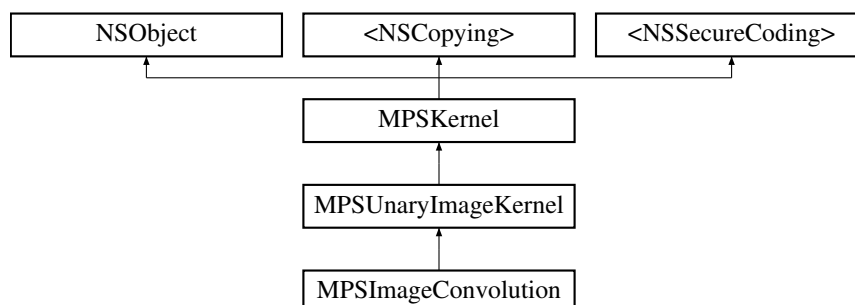 NSObject
<NSCopying>
<NSSecureCoding>
MPSKernel
MPSUnaryImageKernel
MPSImageConvolution